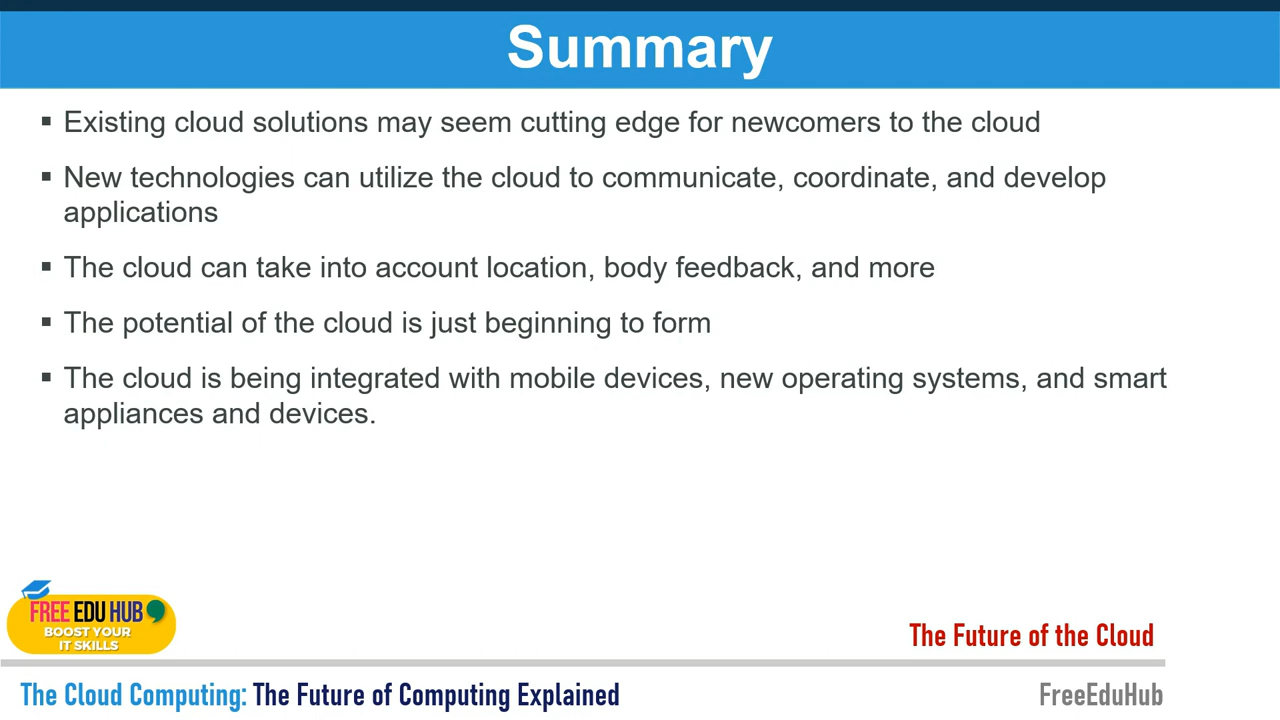 Summary
▪ Existing cloud solutions may seem cutting edge for newcomers to the cloud
▪ New technologies can utilize the cloud to communicate, coordinate, and develop
applications
▪ The cloud can take into account location, body feedback, and more
▪ The potential of the cloud is just beginning to form
▪ The cloud is being integrated with mobile devices, new operating systems, and smart
appliances and devices.
FREE EDU HUB
BOOST YOUR
IT SKILLS
The Future of the Cloud
The Cloud Computing: The Future of Computing Explained
FreeEduHub